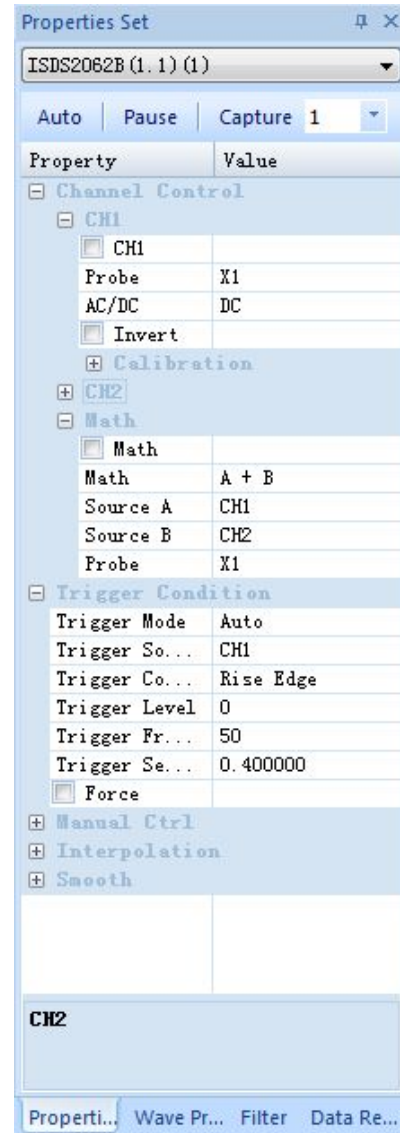 Properties Set
ISDS2062B(1.1)(1)
Auto Pause Capture 1
Property Value
Channel Control
CH1
CH1
Probe X1
AC/DC DC
Invert
Calibration
CH2
Math
Math
Math A + B
Source A CH1
Source B CH2
Probe X1
Trigger Condition
Trigger Mode Auto
Trigger So... CH1
Trigger Co... Rise Edge
Trigger Level 0
Trigger Fr... 50
Trigger Se... 0.400000
Force
Manual Ctrl
Interpolation
Smooth
CH2
Properti... Wave Pr... Filter Data Re...